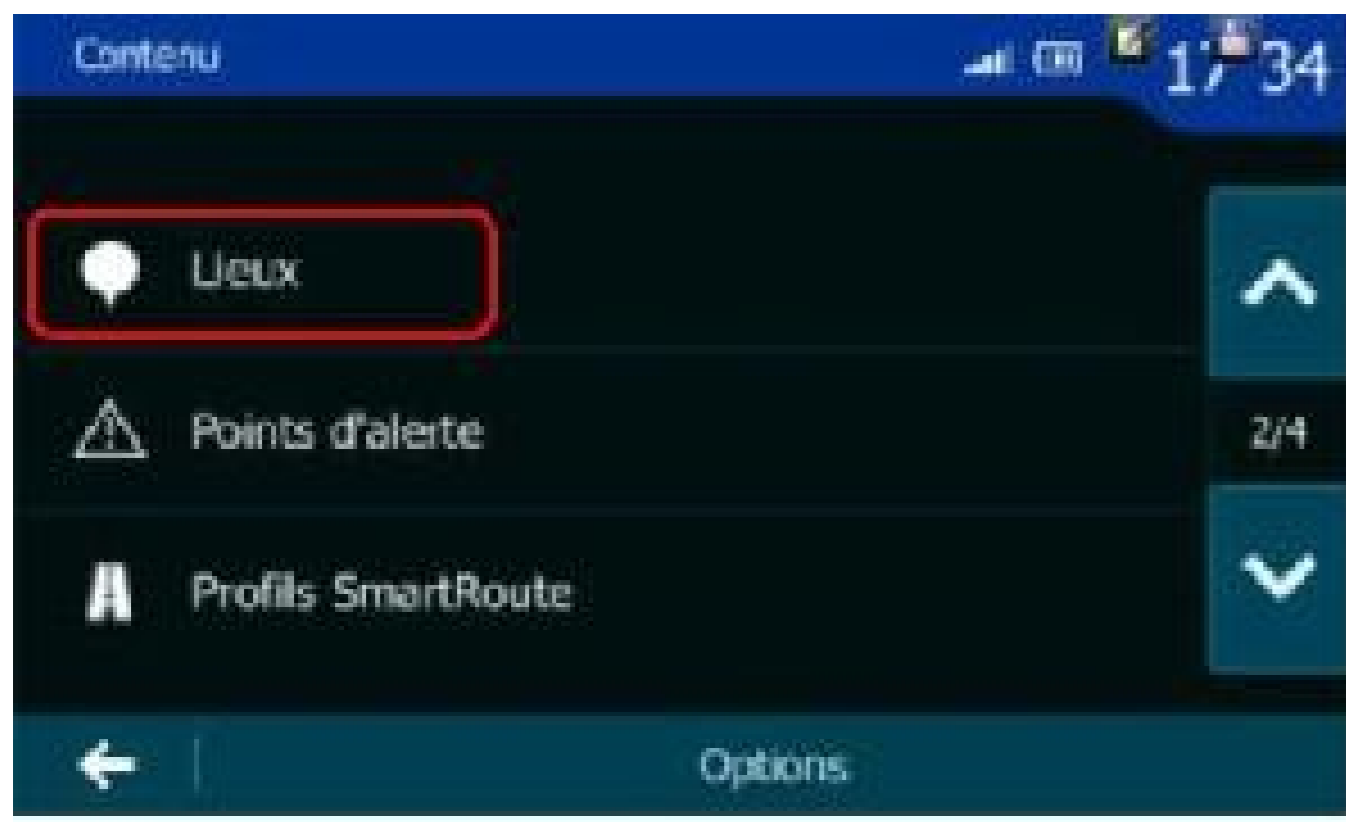 Contenu
17 34
Lieux
Points d'alerte
2/4
Profils SmartRoute
Options